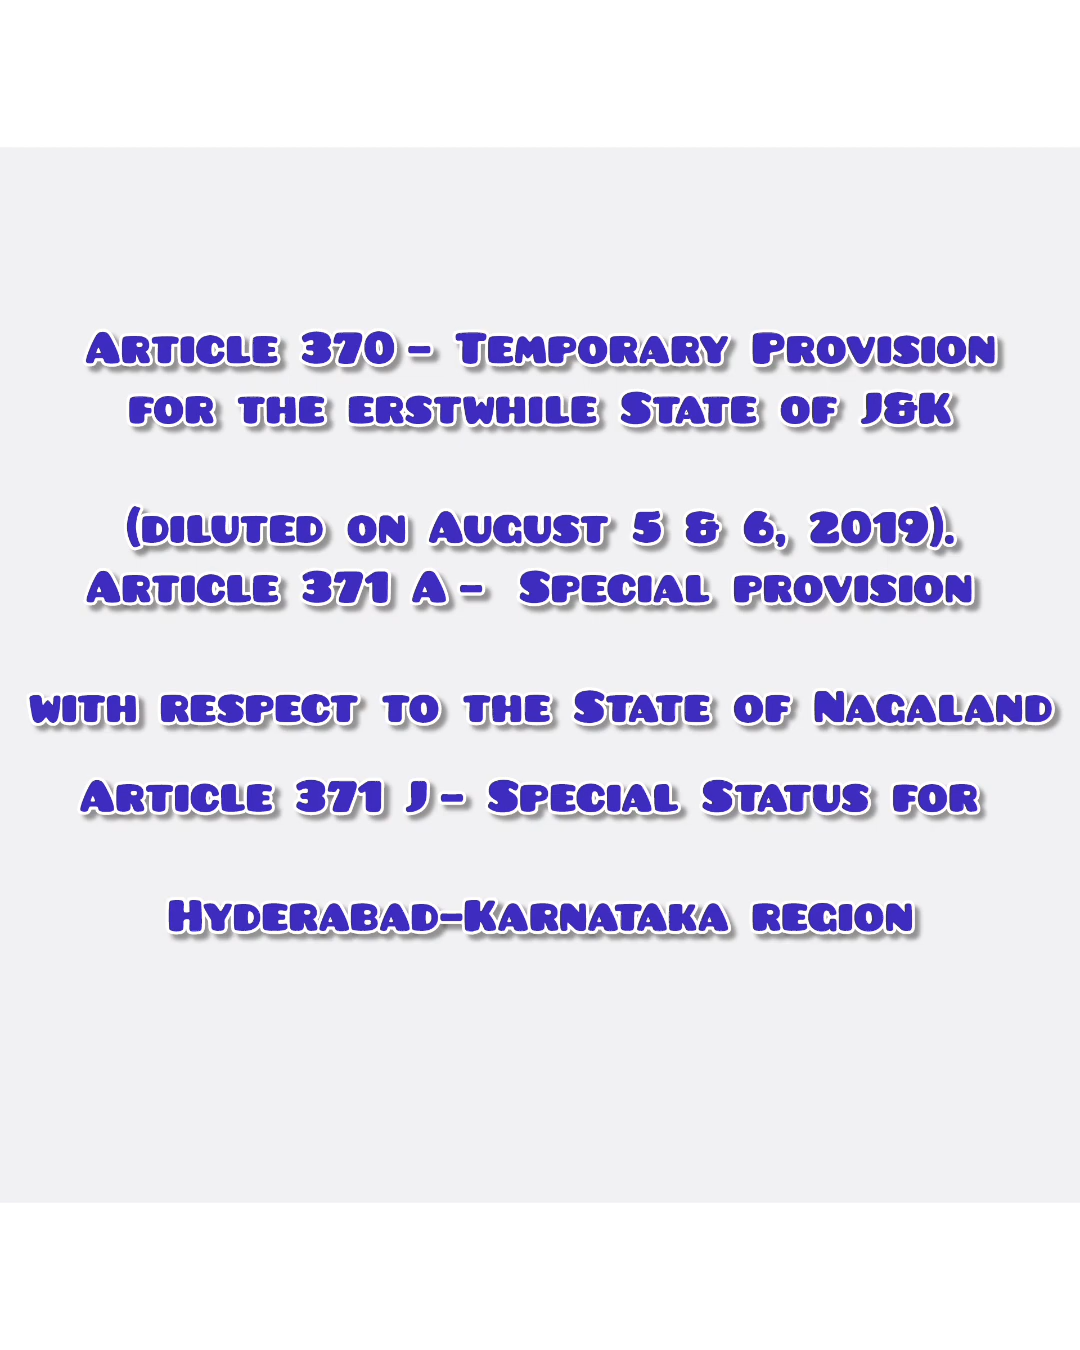 Article 370 - Temporary Provision
for the erstwhile State of J&K
(diluted on August 5 & 6, 2019).
Article 371 A - Special provision
with respect to the State of Nagaland
Article 371 J - Special Status for
Hyderabad-Karnataka region